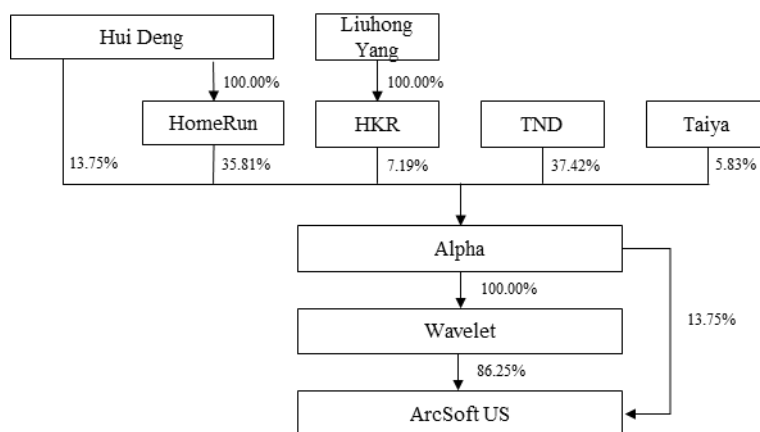 Hui Deng
Liuhong
Yang
100.00%
100.00%
HomeRun
HKR
TND
Taiya
13.75%
35.81%
7.19%
37.42%
5.83%
Alpha
100.00%
13.75%
Wavelet
86.25%
ArcSoft US